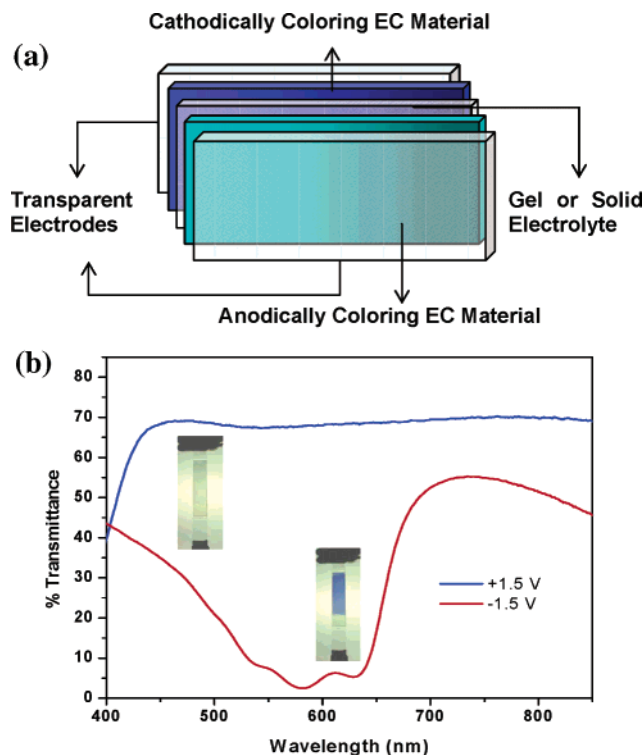 Cathodically Coloring EC Material
(a)
Transparent
Electrodes
Gel or Solid
Electrolyte
Anodically Coloring EC Material
(b)
80
70
60
50
40
30
20
10
0
% Transmittance
+1.5 V
-1.5 V
400 500 600 700 800
Wavelength (nm)